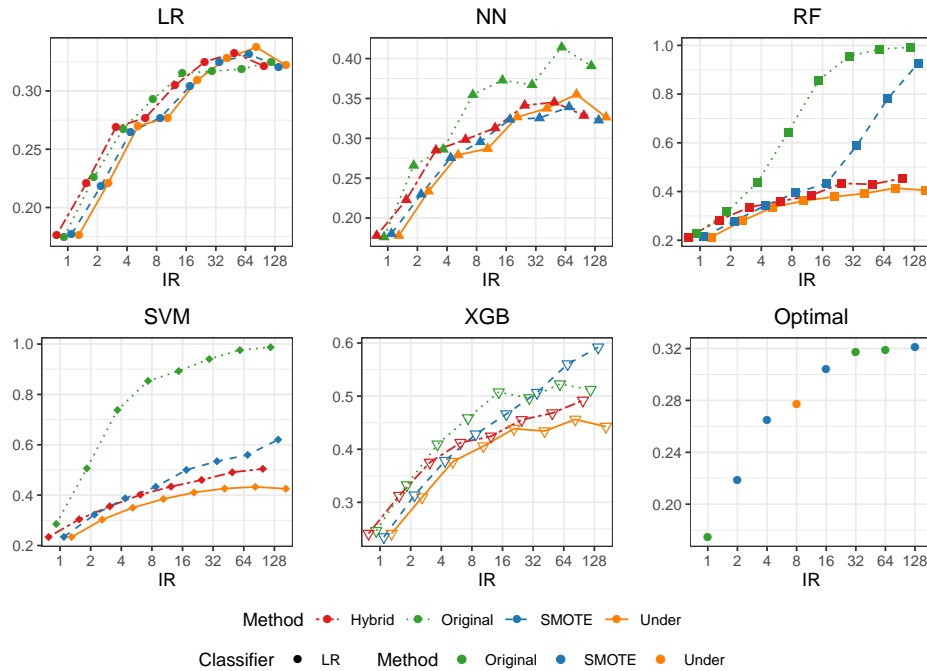 LR
NN
RF
0.30
0.25
0.20
0.40
0.35
0.30
0.25
0.20
1.0
0.8
0.6
0.4
0.2
1 2 4 8 16 32 64 128
1 2 4 8 16 32 64 128
1 2 4 8 16 32 64 128
IR
IR
IR
SVM
XGB
Optimal
1.0
0.8
0.6
0.4
0.2
0.6
0.5
0.4
0.3
0.32
0.28
0.24
0.20
1 2 4 8 16 32 64 128
1 2 4 8 16 32 64 128
1 2 4 8 16 32 64 128
IR
IR
IR
Method Hybrid Original SMOTE Under
Classifier LR Method Original SMOTE Under